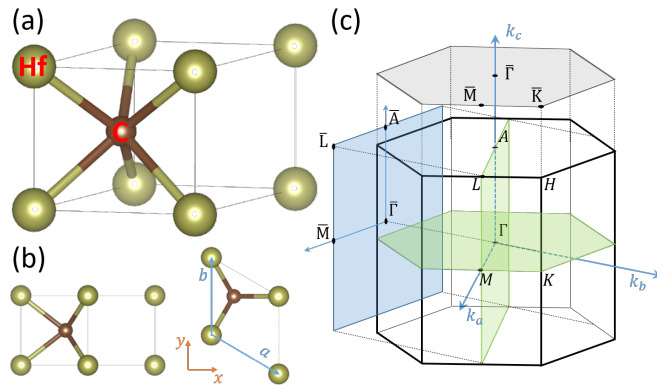 (a)
Hf
C
(b)
b
a
y
x
(c)
k_c
Γ̅
M̅
K̅
A̅
L̅
A
L
H
Γ̅
M̅
Γ
M
K
k_a
k_b